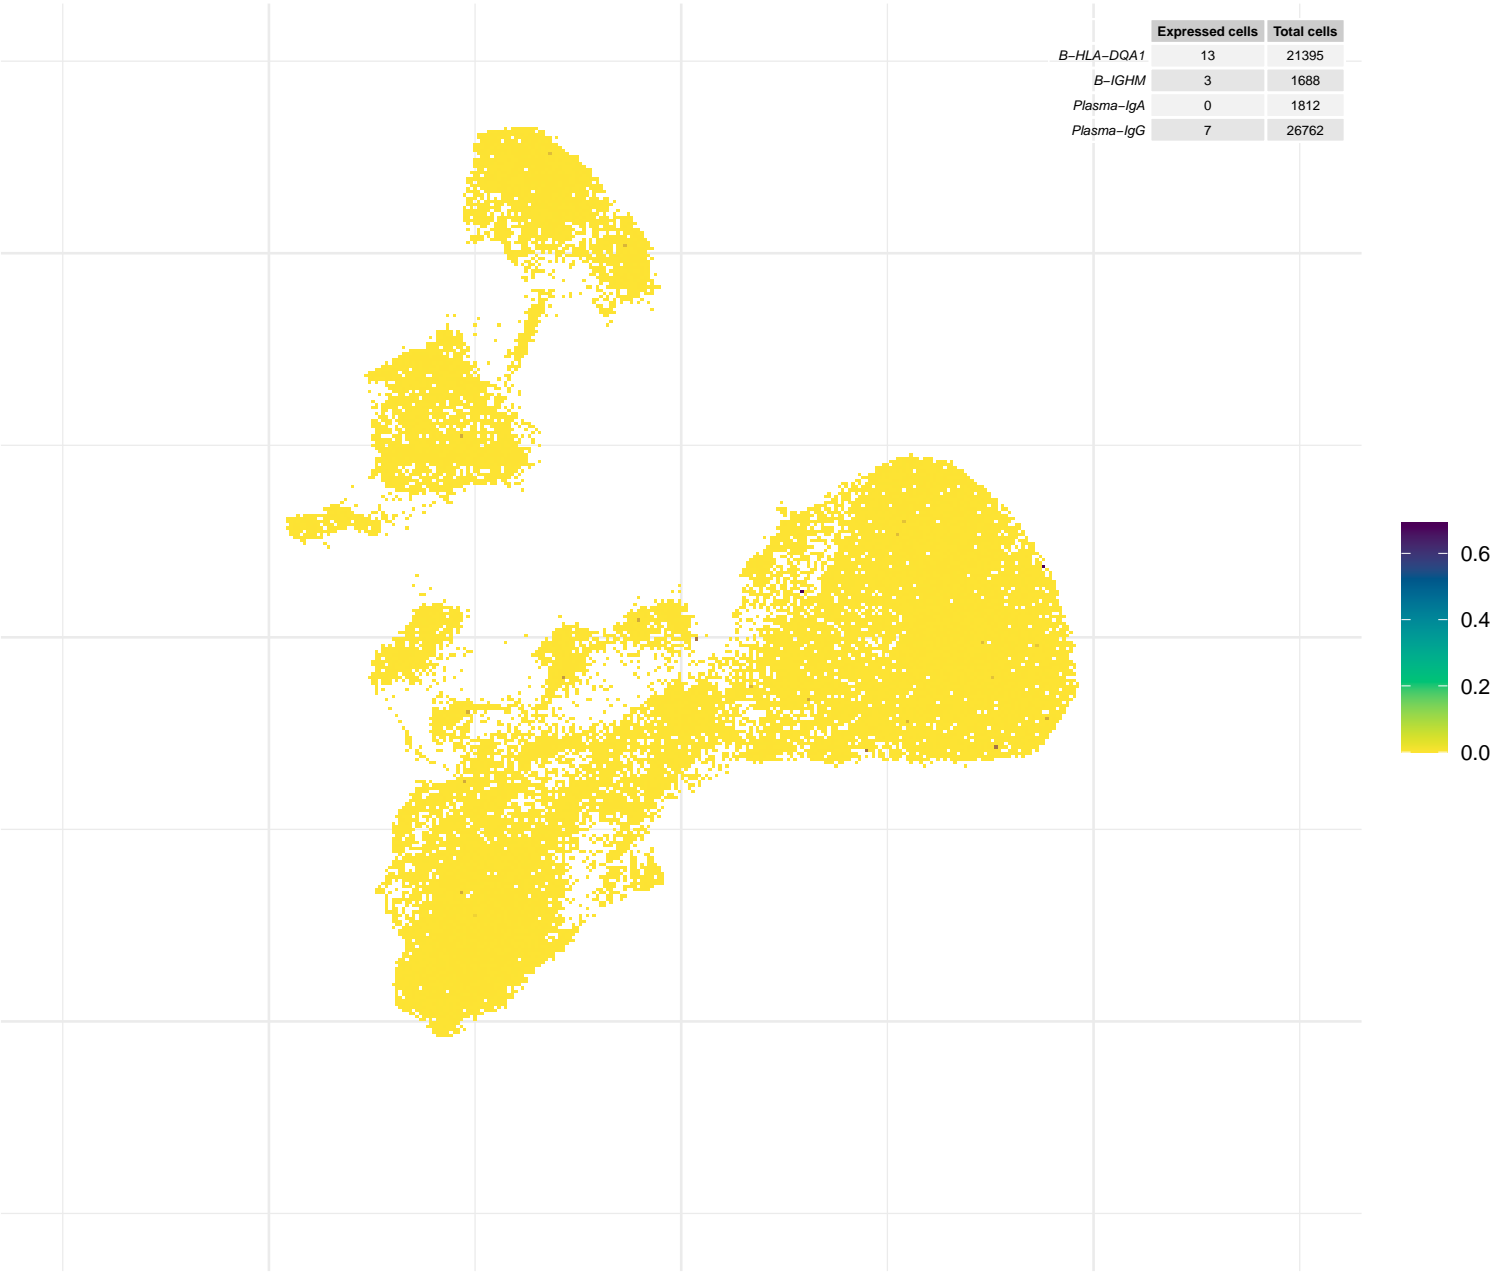 Expressed cells Total cells
B−HLA−DQA1 13 21395
B−IGHM 3 1688
Plasma−IgA 0 1812
Plasma−IgG 7 26762
0.6
0.4
0.2
0.0